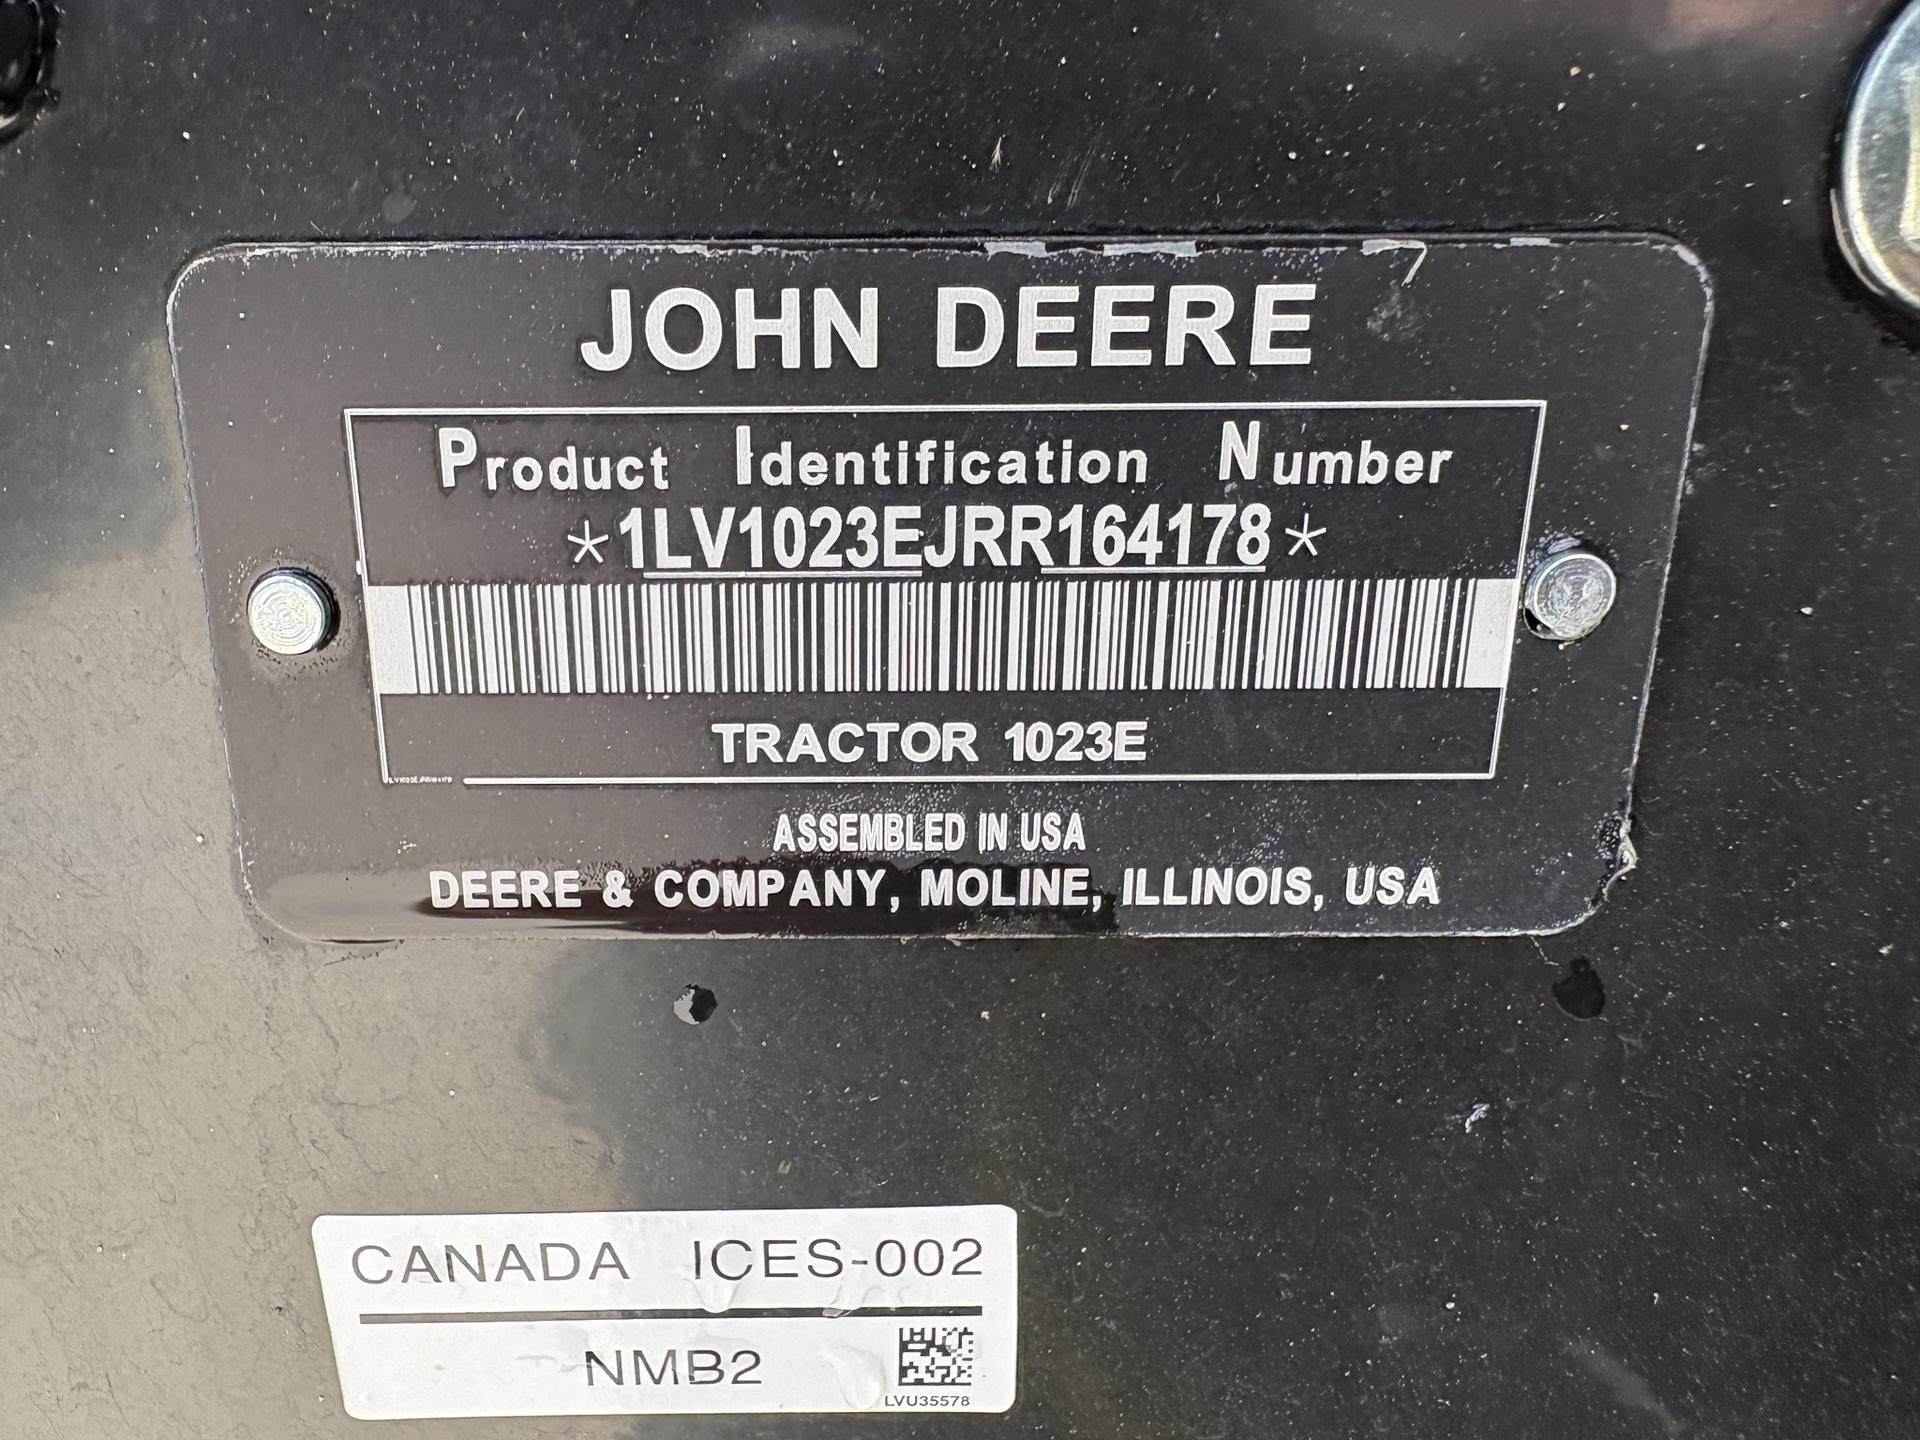 JOHN DEERE
Product Identification Number
*1LV1023EJRR164178*
TRACTOR 1023E
1LV1023EJRR164178
ASSEMBLED IN USA
DEERE & COMPANY, MOLINE, ILLINOIS, USA
CANADA ICES-002
NMB2
LVU35578